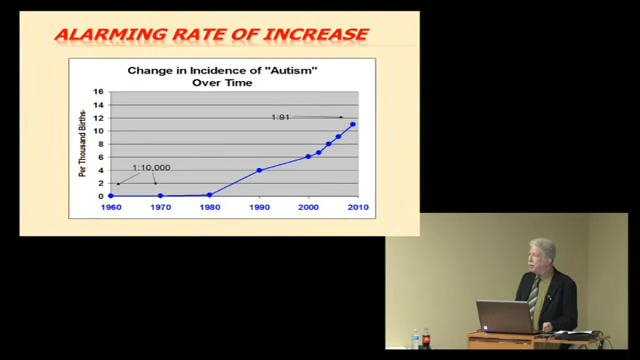 ALARMING RATE OF INCREASE
Change in Incidence of "Autism"
Over Time
Per Thousand Births
16
14
12
10
8
6
4
2
0
1:10,000
1:91
1960 1970 1980 1990 2000 2010